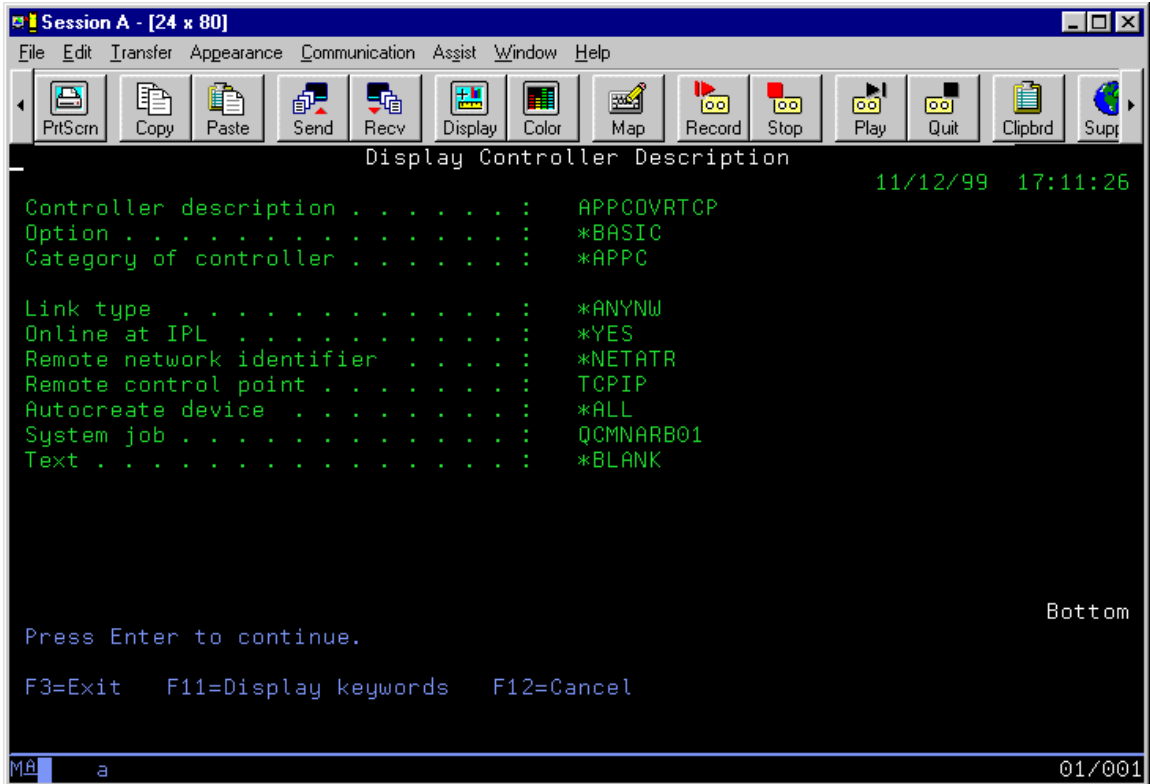 Session A - [24 x 80]
File Edit Transfer Appearance Communication Assist Window Help
PrtScrn Copy Paste Send Recv Display Color Map Record Stop Play Quit Clipbrd Supp
Display Controller Description
11/12/99 17:11:26
Controller description . . . . . . : APPCOVRTCP
Option . . . . . . . . . . . . . . : *BASIC
Category of controller . . . . . . : *APPC
Link type . . . . . . . . . . . . : *ANYNW
Online at IPL . . . . . . . . . . : *YES
Remote network identifier . . . . : *NETATR
Remote control point . . . . . . . : TCPIP
Autocreate device . . . . . . . . : *ALL
System job . . . . . . . . . . . . : QCMNARB01
Text . . . . . . . . . . . . . . . : *BLANK
Bottom
Press Enter to continue.
F3=Exit F11=Display keywords F12=Cancel
MA a 01/001